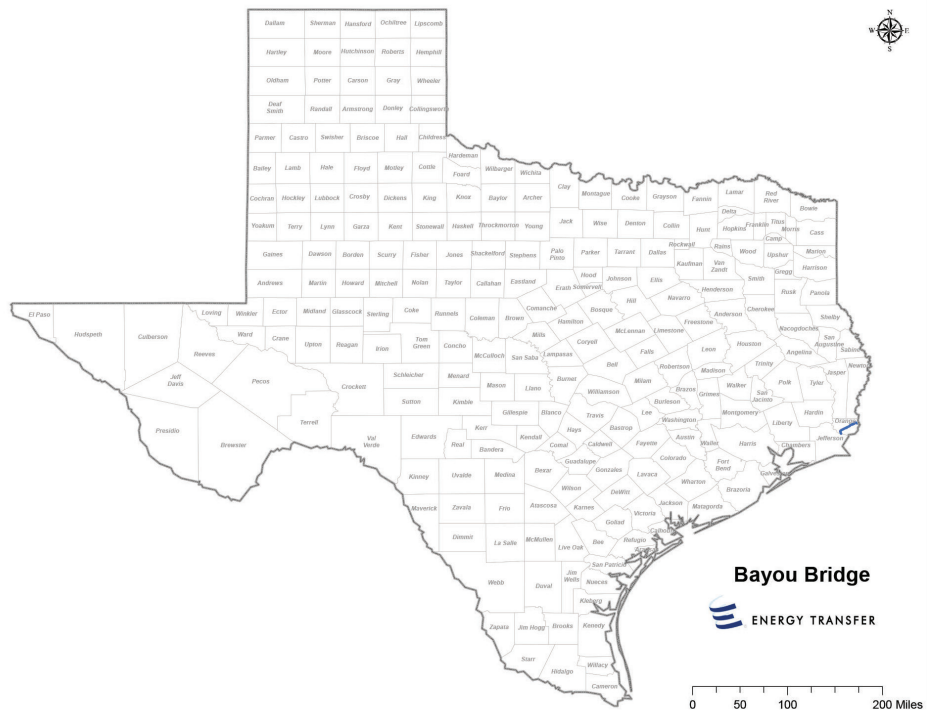 N
W E
S
Dallam Sherman Hansford Ochiltree Lipscomb
Hartley Moore Hutchinson Roberts Hemphill
Oldham Potter Carson Gray Wheeler
Deaf Smith Randall Armstrong Donley Collingsworth
Parmer Castro Swisher Briscoe Hall Childress
Hardeman
Bailey Lamb Hale Floyd Motley Cottle Foard Wilbarger Wichita
Clay Montague Cooke Grayson Fannin Lamar Red River Bowie
Cochran Hockley Lubbock Crosby Dickens King Knox Baylor Archer
Delta Franklin Titus Morris Cass
Yoakum Terry Lynn Garza Kent Stonewall Haskell Throckmorton Young Jack Wise Denton Collin Hunt Hopkins Camp
Rockwall Rains Wood Upshur Marion
Gaines Dawson Borden Scurry Fisher Jones Shackelford Stephens Palo Pinto Parker Tarrant Dallas Kaufman Van Zandt Gregg Harrison
Andrews Martin Howard Mitchell Nolan Taylor Callahan Eastland Erath Hood Somervell Johnson Ellis Henderson Smith Rusk Panola
El Paso Hudspeth Culberson Loving Winkler Ector Midland Glasscock Sterling Coke Runnels Coleman Brown Comanche Hamilton Bosque Hill Navarro Anderson Cherokee Shelby
Reeves Ward Crane Upton Reagan Irion Tom Green Concho McCulloch San Saba Mills Lampasas Coryell McLennan Limestone Freestone Leon Houston Nacogdoches San Augustine Sabine
Jeff Davis Pecos Crockett Schleicher Menard Mason Llano Burnet Bell Falls Robertson Madison Trinity Angelina Polk Tyler Jasper Newton
Presidio Brewster Terrell Sutton Kimble Gillespie Blanco Williamson Milam Burleson Brazos Grimes Walker San Jacinto Liberty Hardin Orange
Val Verde Edwards Real Kerr Bandera Kendall Comal Hays Travis Bastrop Lee Washington Montgomery Jefferson
Caldwell Fayette Austin Waller Harris Chambers
Kinney Uvalde Medina Bexar Guadalupe Gonzales Lavaca Colorado Fort Bend Galveston
Maverick Zavala Frio Atascosa Wilson Karnes DeWitt Jackson Wharton Matagorda Brazoria
Dimmit La Salle McMullen Live Oak Bee Goliad Victoria Calhoun Refugio
San Patricio
Webb Duval Jim Wells Nueces
Kleberg
Zapata Jim Hogg Brooks Kenedy
Starr Hidalgo Willacy
Cameron
Bayou Bridge
ENERGY TRANSFER
0 50 100 200 Miles